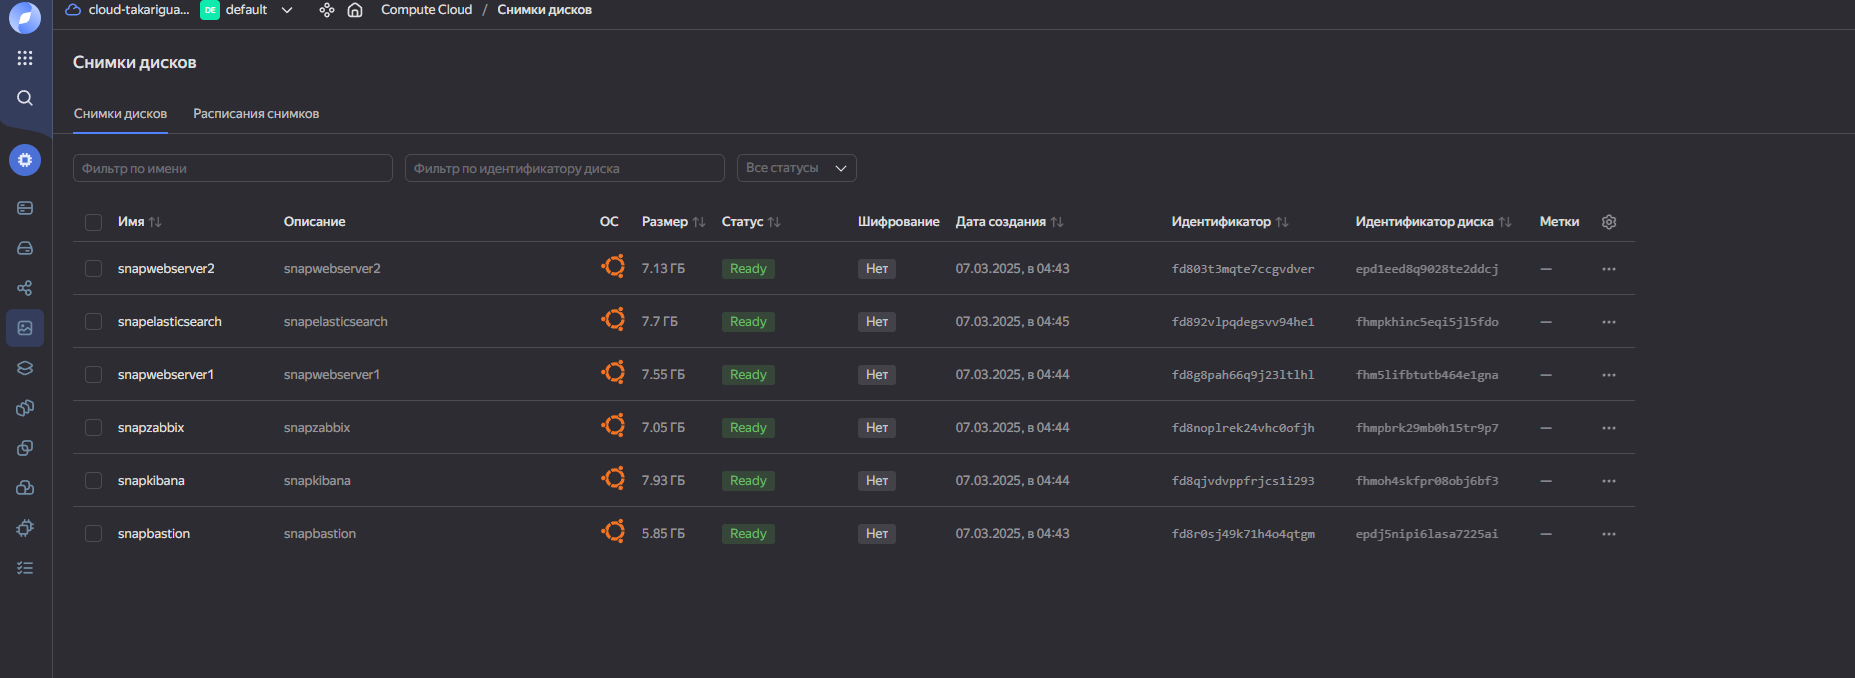 cloud-takarigua... DE default Compute Cloud / Снимки дисков
Снимки дисков
Снимки дисков Расписания снимков
Фильтр по имени Фильтр по идентификатору диска Все статусы
Имя Описание ОС Размер Статус Шифрование Дата создания Идентификатор Идентификатор диска Метки
snapwebserver2 snapwebserver2 7.13 ГБ Ready Нет 07.03.2025, в 04:43 fd803t3mqte7ccgvdver epd1eed8q9028te2ddcj —
snapelasticsearch snapelasticsearch 7.7 ГБ Ready Нет 07.03.2025, в 04:45 fd892vlpqdegsvv94he1 fhmpkhinc5eqi5jl5fdo —
snapwebserver1 snapwebserver1 7.55 ГБ Ready Нет 07.03.2025, в 04:44 fd8g8pah66q9j23ltlhl fhm5lifbtutb464e1gna —
snapzabbix snapzabbix 7.05 ГБ Ready Нет 07.03.2025, в 04:44 fd8noplrek24vhc0ofjh fhmpbrk29mb0h15tr9p7 —
snapkibana snapkibana 7.93 ГБ Ready Нет 07.03.2025, в 04:44 fd8qjvdvppfrjcs1i293 fhmoh4skfpr08obj6bf3 —
snapbastion snapbastion 5.85 ГБ Ready Нет 07.03.2025, в 04:43 fd8r0sj49k71h4o4qtgm epdj5nipi6lasa7225ai —